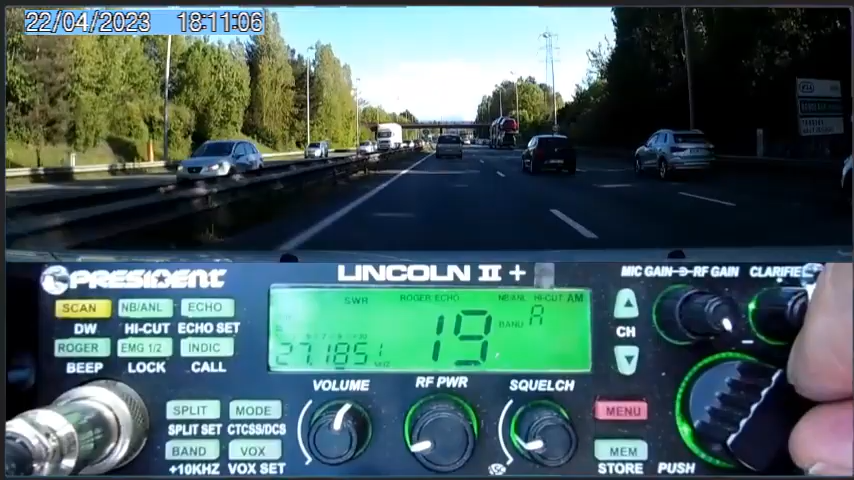 22/04/2023 18:11:06
PRESIDENT LINCOLN II + MIC GAIN RF GAIN CLARIFIE
SCAN NB/ANL ECHO
DW HI-CUT ECHO SET
ROGER EMG 1/2 INDIC
BEEP LOCK CALL
SWR ROGER ECHO NB/ANL HI-CUT AM
19 BAND A
27.185
CH
VOLUME RF PWR SQUELCH
SPLIT MODE MENU
SPLIT SET CTCSS/DCS
BAND VOX MEM
+10KHZ VOX SET STORE PUSH